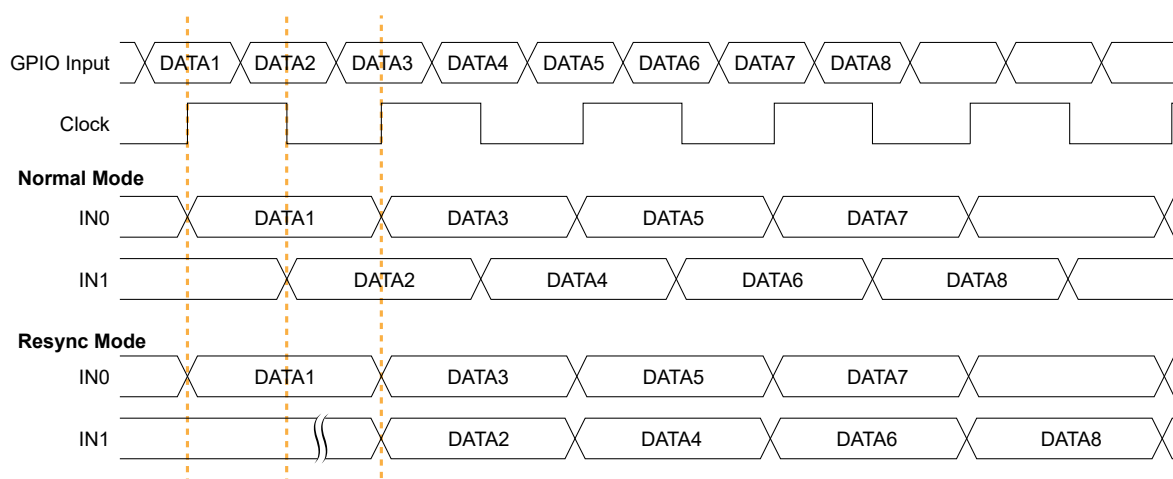 GPIO Input DATA1 DATA2 DATA3 DATA4 DATA5 DATA6 DATA7 DATA8
Clock
Normal Mode
IN0 DATA1 DATA3 DATA5 DATA7
IN1 DATA2 DATA4 DATA6 DATA8
Resync Mode
IN0 DATA1 DATA3 DATA5 DATA7
IN1 DATA2 DATA4 DATA6 DATA8